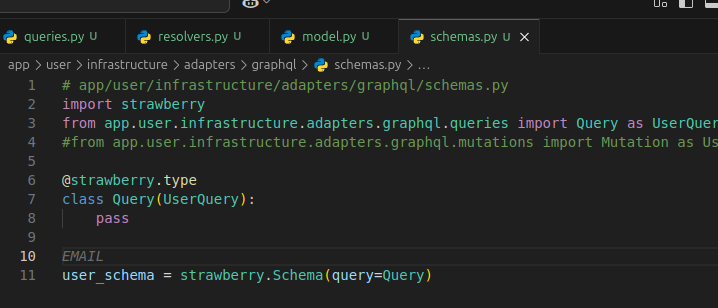 queries.py U resolvers.py U model.py U schemas.py U
app > user > infrastructure > adapters > graphql > schemas.py > ...
1 # app/user/infrastructure/adapters/graphql/schemas.py
2 import strawberry
3 from app.user.infrastructure.adapters.graphql.queries import Query as UserQuer
4 #from app.user.infrastructure.adapters.graphql.mutations import Mutation as Us
5
6 @strawberry.type
7 class Query(UserQuery):
8 pass
9
10 EMAIL
11 user_schema = strawberry.Schema(query=Query)